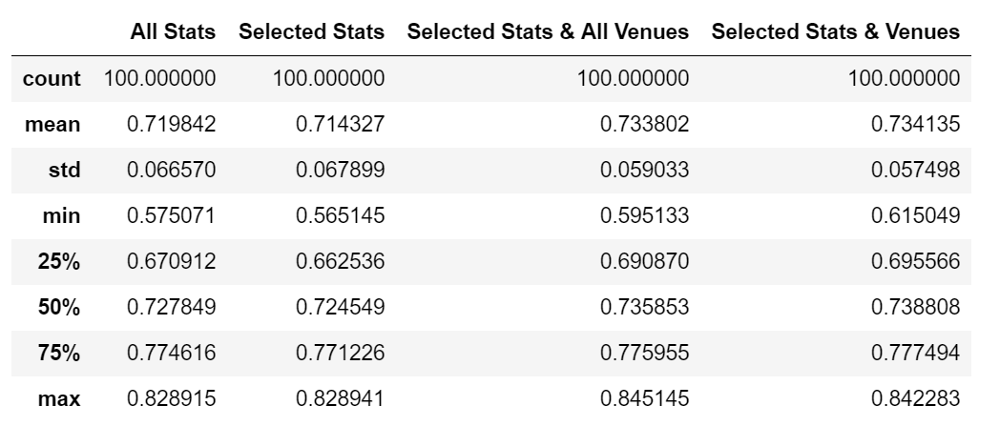 All Stats Selected Stats Selected Stats & All Venues Selected Stats & Venues
count 100.000000 100.000000 100.000000 100.000000
mean 0.719842 0.714327 0.733802 0.734135
std 0.066570 0.067899 0.059033 0.057498
min 0.575071 0.565145 0.595133 0.615049
25% 0.670912 0.662536 0.690870 0.695566
50% 0.727849 0.724549 0.735853 0.738808
75% 0.774616 0.771226 0.775955 0.777494
max 0.828915 0.828941 0.845145 0.842283